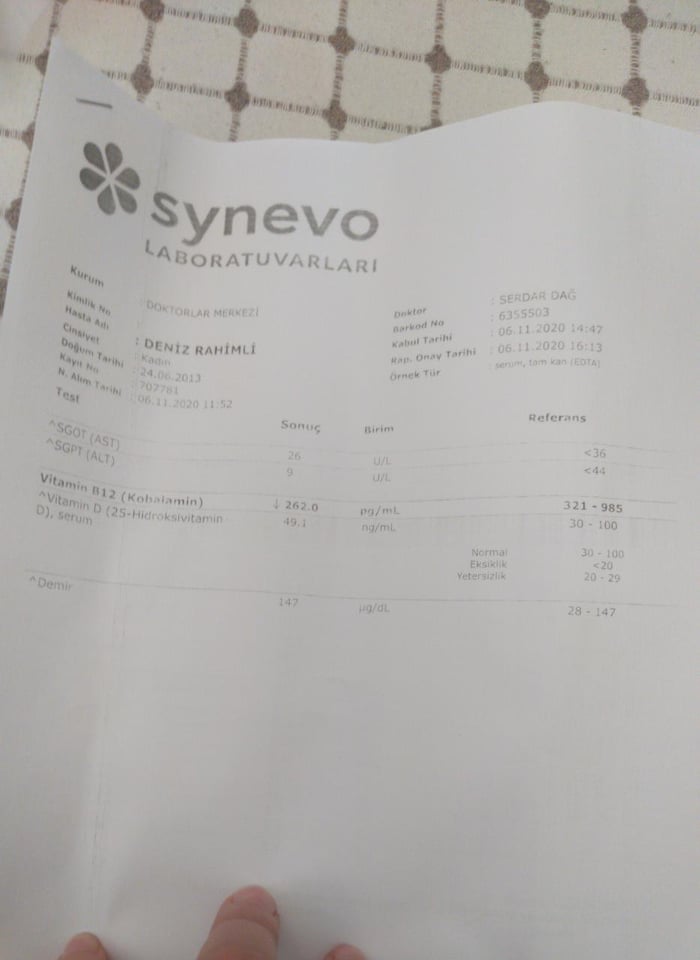 synevo
LABORATUVARLARI
Kurum : DOKTORLAR MERKEZİ
Kimlik No
Hasta Adı : DENİZ RAHİMLİ
Cinsiyet : Kadın
Doğum Tarihi : 24.06.2013
Kayıt No : 707781
N. Alım Tarihi : 06.11.2020 11:52
Doktor : SERDAR DAĞ
Barkod No : 6355503
Kabul Tarihi : 06.11.2020 14:47
Rap. Onay Tarihi : 06.11.2020 16:13
Örnek Tür : serum, tam kan (EDTA)
Test Sonuç Birim Referans
^SGOT (AST) 26 U/L <36
^SGPT (ALT) 9 U/L <44
Vitamin B12 (Kobalamin) ↓ 262.0 pg/mL 321 - 985
^Vitamin D (25-Hidroksivitamin 49.1 ng/mL 30 - 100
D), serum
Normal 30 - 100
Eksiklik <20
Yetersizlik 20 - 29
^Demir 147 µg/dL 28 - 147